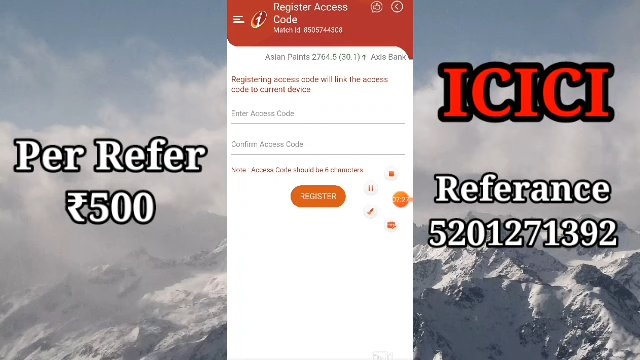 Register Access
Code
Match Id :8505744308
Asian Paints 2764.5 (30.1) ↑ Axis Bank
Registering access code will link the access
code to current device
Enter Access Code
Confirm Access Code
Note : Access Code should be 6 characters
REGISTER
Per Refer
₹500
ICICI
Referance
5201271392